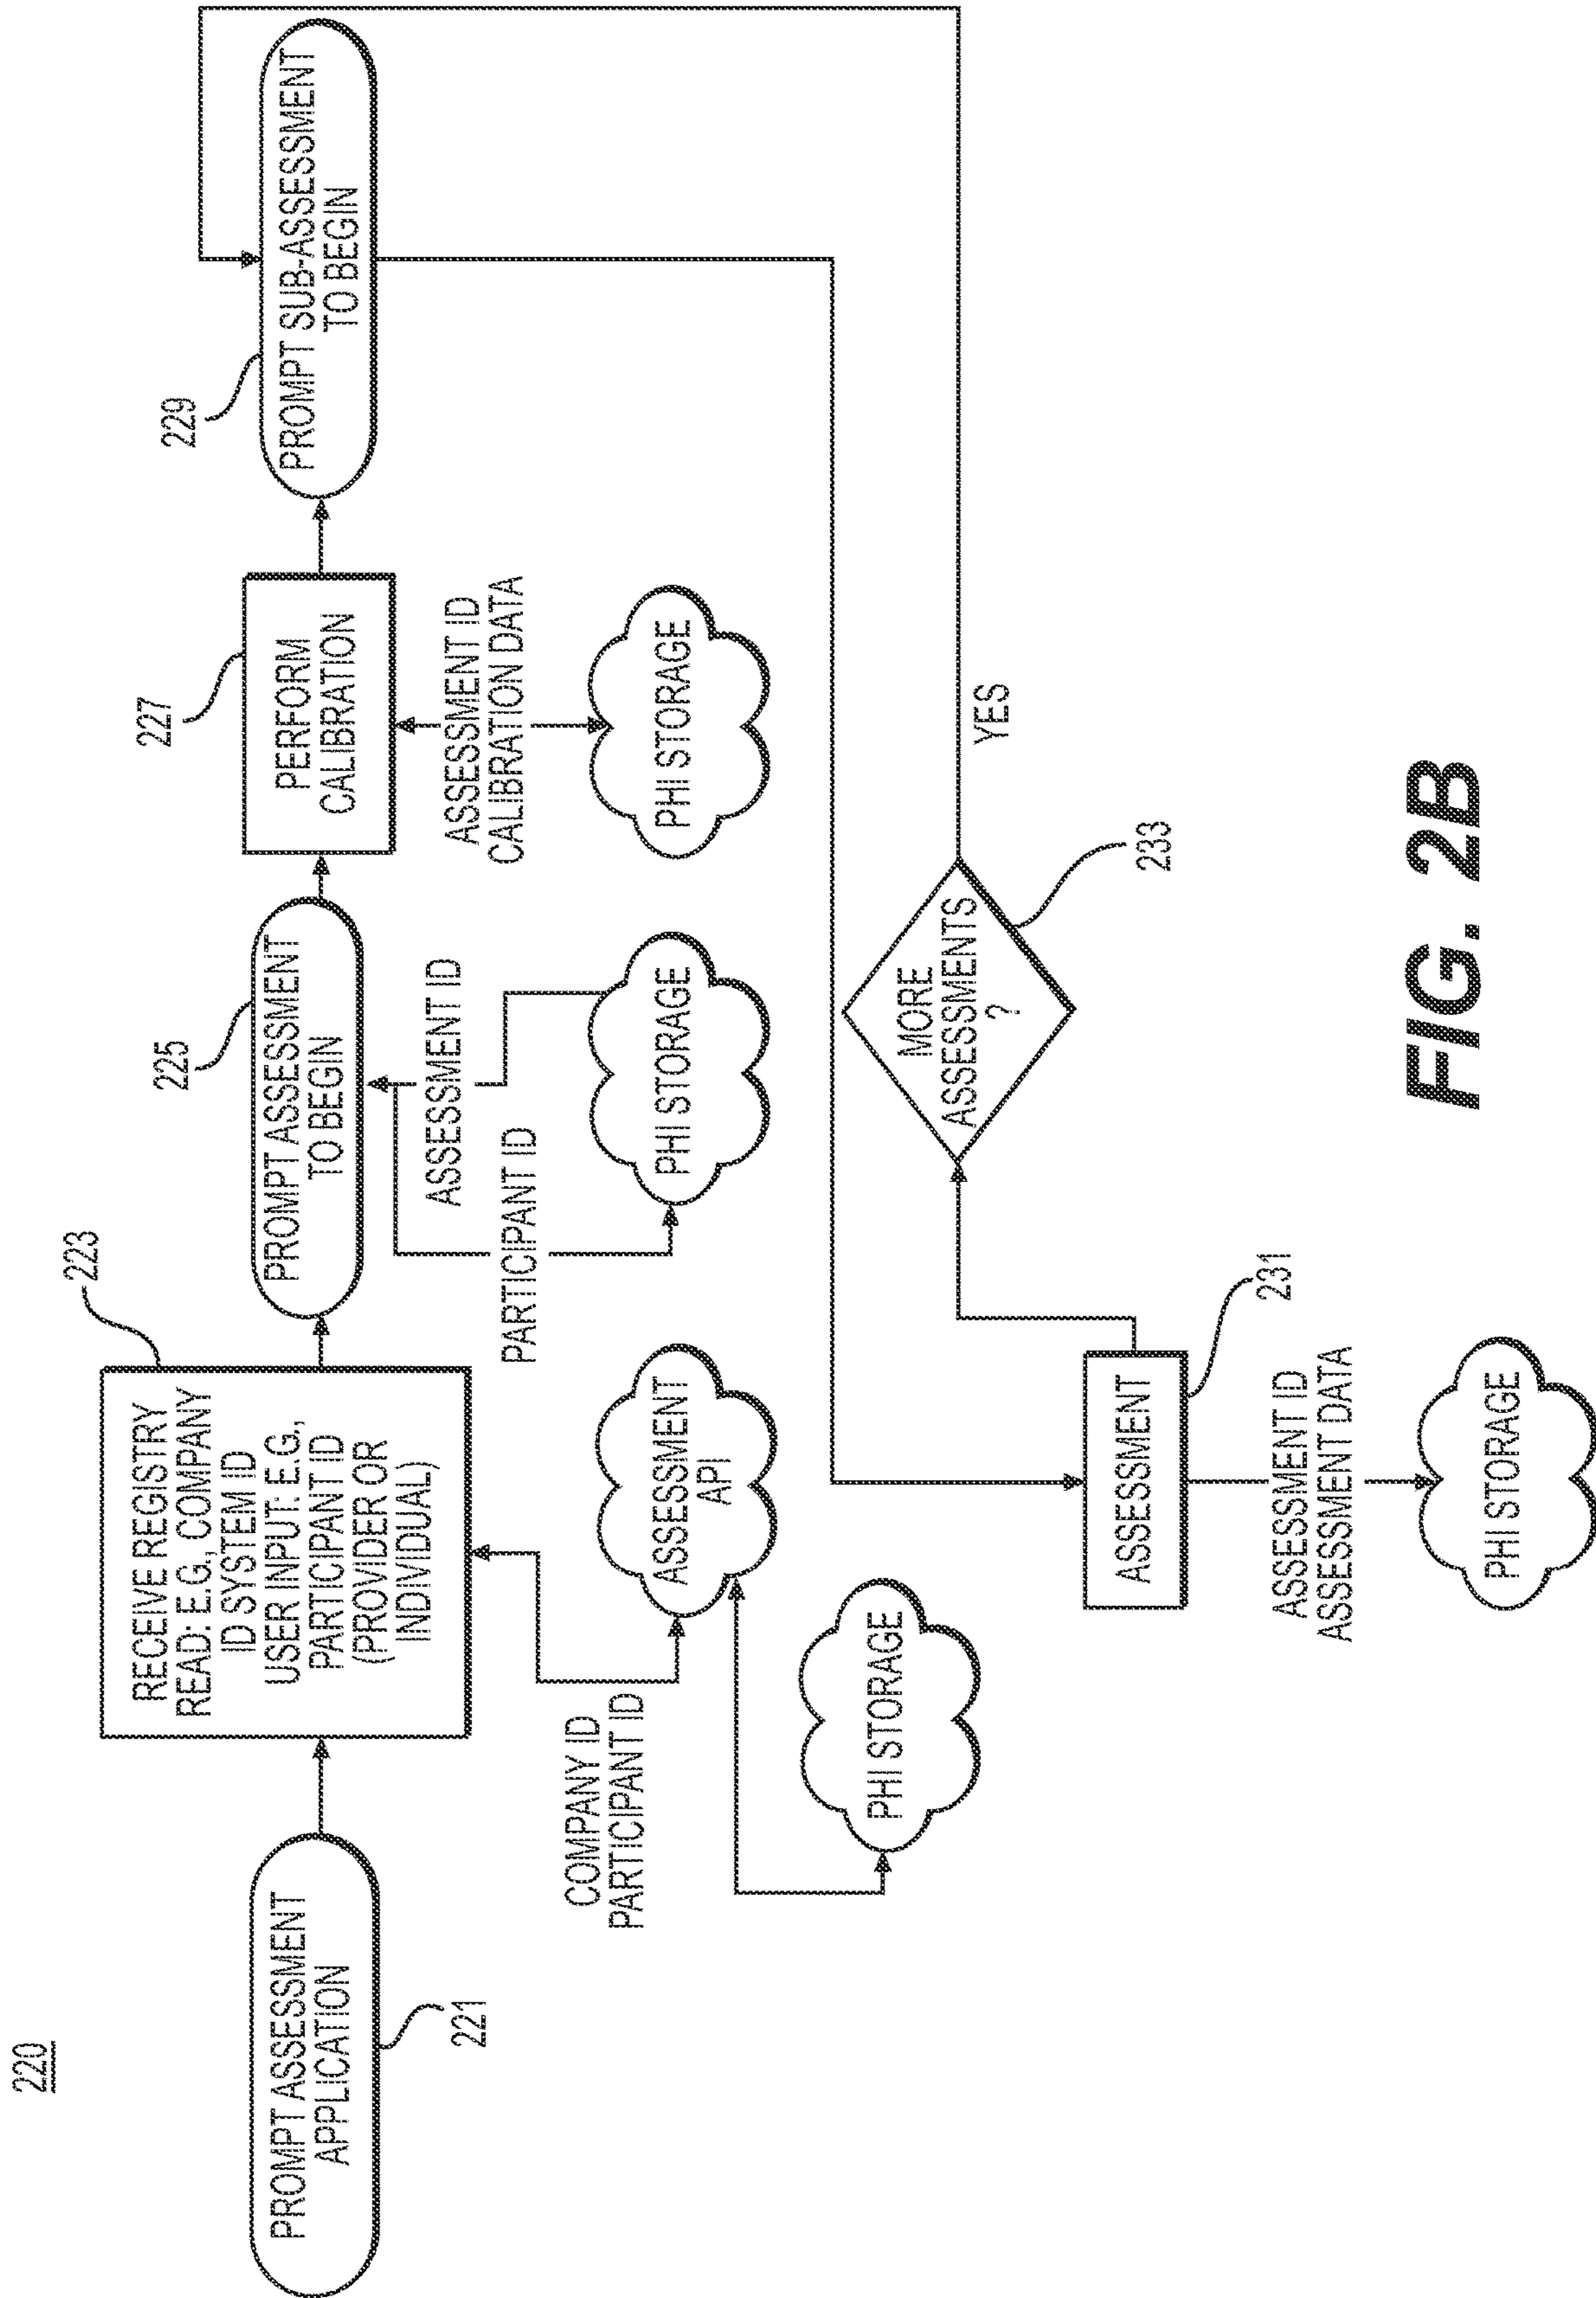 220
PROMPT ASSESSMENT
APPLICATION
221
RECEIVE REGISTRY
READ: E.G., COMPANY
ID SYSTEM ID
USER INPUT: E.G.,
PARTICIPANT ID
(PROVIDER OR
INDIVIDUAL)
223
COMPANY ID
PARTICIPANT ID
ASSESSMENT
API
PHI STORAGE
PROMPT ASSESSMENT
TO BEGIN
225
PARTICIPANT ID
ASSESSMENT ID
PHI STORAGE
PERFORM
CALIBRATION
227
ASSESSMENT ID
CALIBRATION DATA
PHI STORAGE
PROMPT SUB-ASSESSMENT
TO BEGIN
229
ASSESSMENT
231
ASSESSMENT ID
ASSESSMENT DATA
PHI STORAGE
MORE
ASSESSMENTS
?
233
YES
FIG. 2B